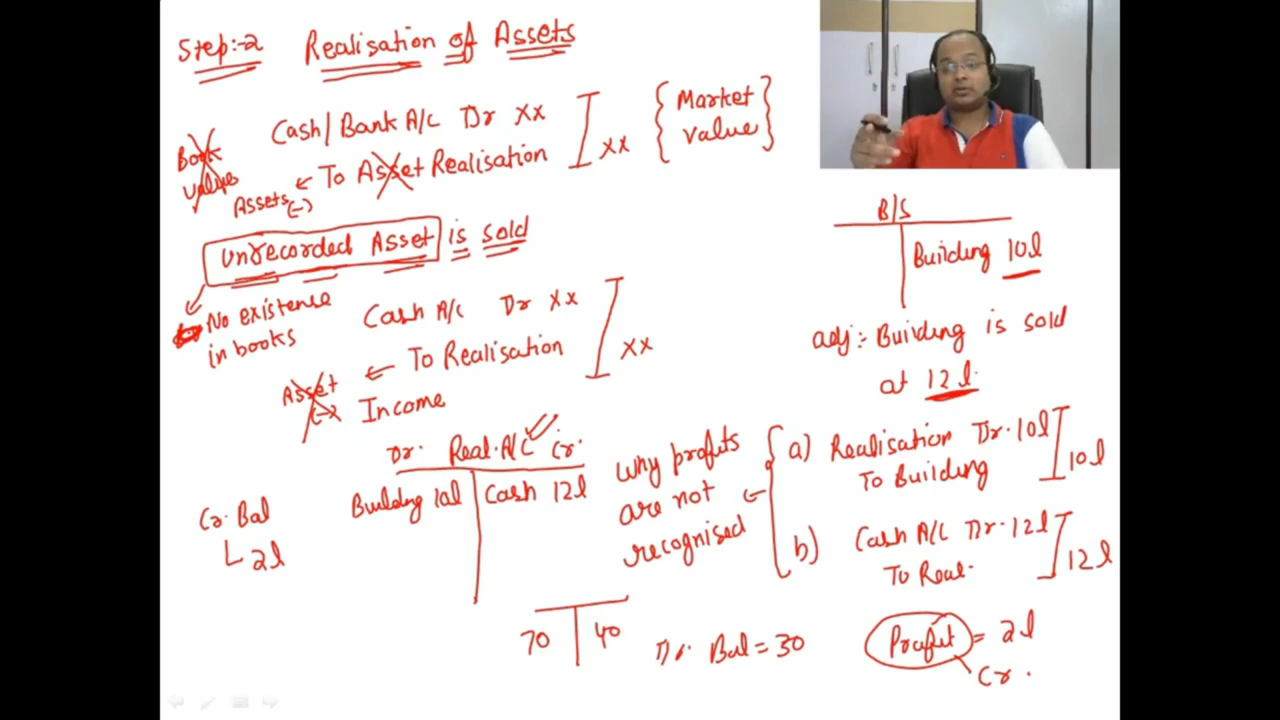 Step:-2 Realisation of Assets
Cash/Bank A/C Dr xx
xx
{Market value}
Book values
To Asset Realisation
Assets (-)
Unrecorded Asset is sold
No existense in books
Cash A/c Dr xx
To Realisation
xx
Asset (-)
Income
B/S
Building 10l
adj:- Building is sold
at 12l.
Dr. Real. A/C Cr.
Building 10l Cash 12l
Cr. Bal
2l
why profits
are not
recognised
a) Realisation Dr. 10l
To Building
10l
b) Cash A/c Dr. 12l
To Real.
12l
70 40
Dr. Bal = 30
Profit = 2l
Cr.